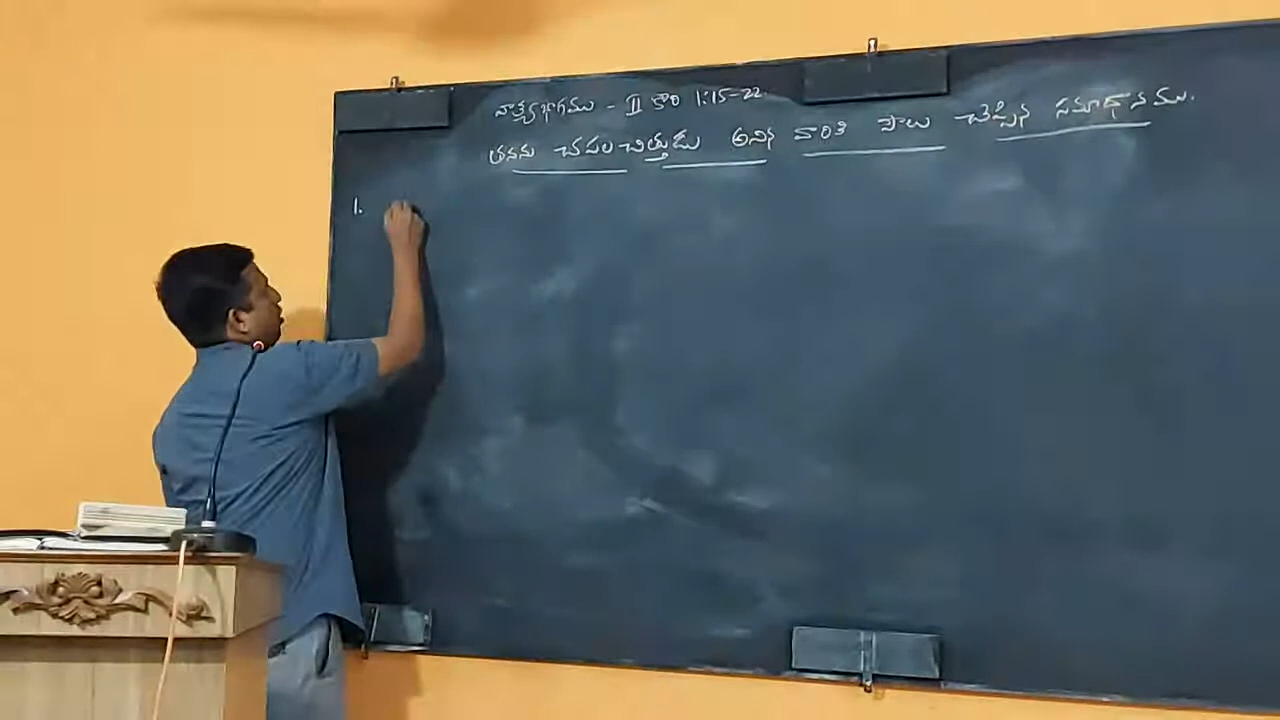 వాక్యభాగము - II కొరి 1:15-22.
తనను చపలచిత్తుడు అనిన వారికి పౌలు చెప్పిన సమాధానము.
1.